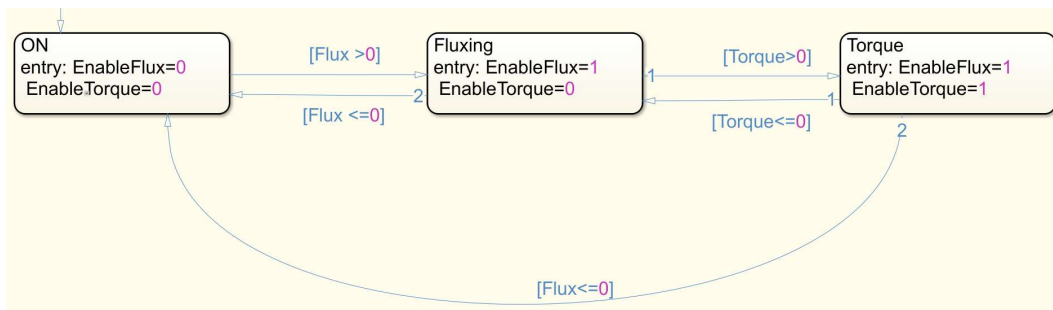 ON
entry: EnableFlux=0
EnableTorque=0
[Flux >0]
[Flux <=0]
2
Fluxing
entry: EnableFlux=1
EnableTorque=0
1
[Torque>0]
1
[Torque<=0]
Torque
entry: EnableFlux=1
EnableTorque=1
2
[Flux<=0]